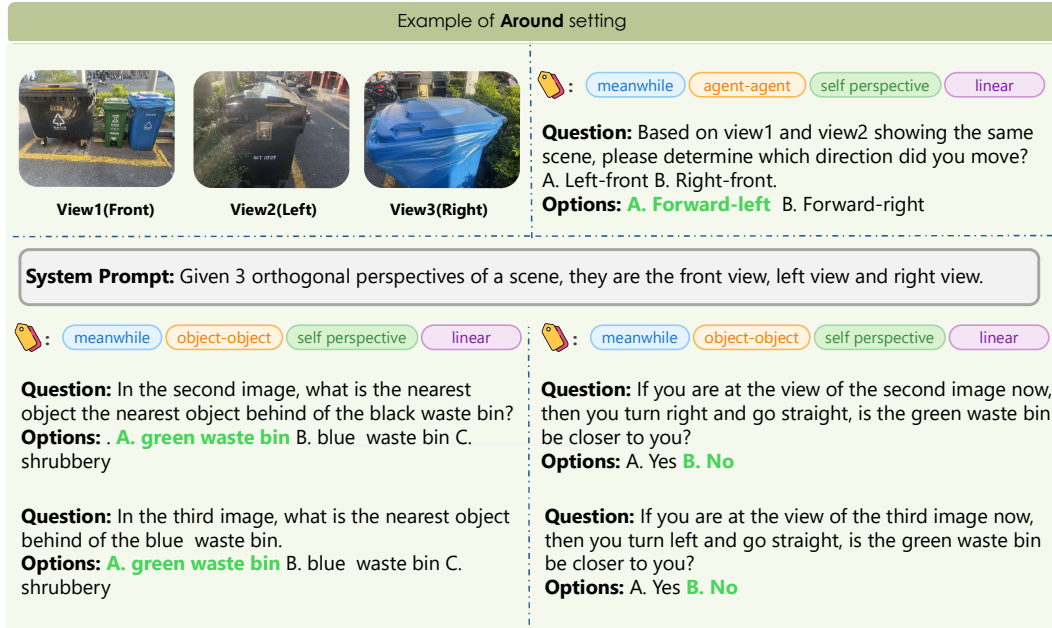 Example of Around setting
View1(Front)
View2(Left)
View3(Right)
: meanwhile agent-agent self perspective linear
Question: Based on view1 and view2 showing the same
scene, please determine which direction did you move?
A. Left-front B. Right-front.
Options: A. Forward-left B. Forward-right
System Prompt: Given 3 orthogonal perspectives of a scene, they are the front view, left view and right view.
: meanwhile object-object self perspective linear
Question: In the second image, what is the nearest
object the nearest object behind of the black waste bin?
Options: . A. green waste bin B. blue waste bin C.
shrubbery
Question: In the third image, what is the nearest object
behind of the blue waste bin.
Options: A. green waste bin B. blue waste bin C.
shrubbery
: meanwhile object-object self perspective linear
Question: If you are at the view of the second image now,
then you turn right and go straight, is the green waste bin
be closer to you?
Options: A. Yes B. No
Question: If you are at the view of the third image now,
then you turn left and go straight, is the green waste bin
be closer to you?
Options: A. Yes B. No